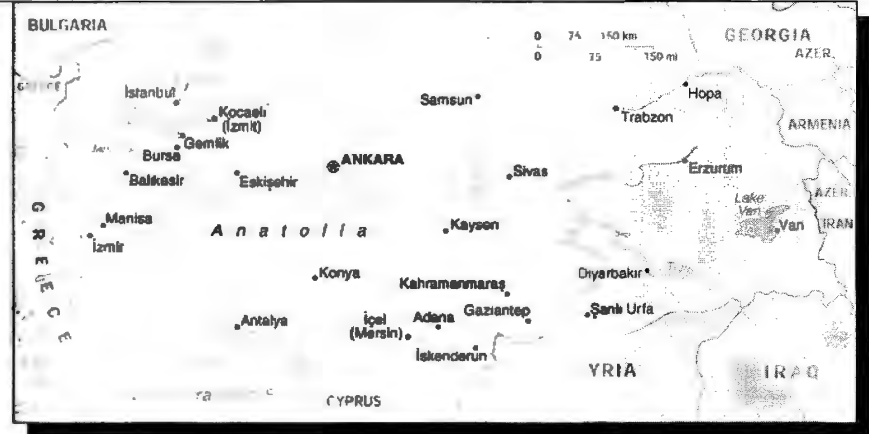 BULGARIA
0 75 150 km
0 75 150 mi
GEORGIA
AZER.
İstanbul
Kocaeli
(İzmit)
Samsun
Hopa
Trabzon
ARMENIA
Gemlik
Bursa
ANKARA
Erzurum
Balıkesir
Eskişehir
Sivas
Lake
Van
AZER.
GREECE
Manisa
İzmir
Anatolia
Kayseri
Van
IRAN
Konya
Diyarbakır
Kahramanmaraş
Antalya
İçel
(Mersin)
Adana
Gaziantep
Şanlı Urfa
İskenderun
YRIA
IRAQ
CYPRUS